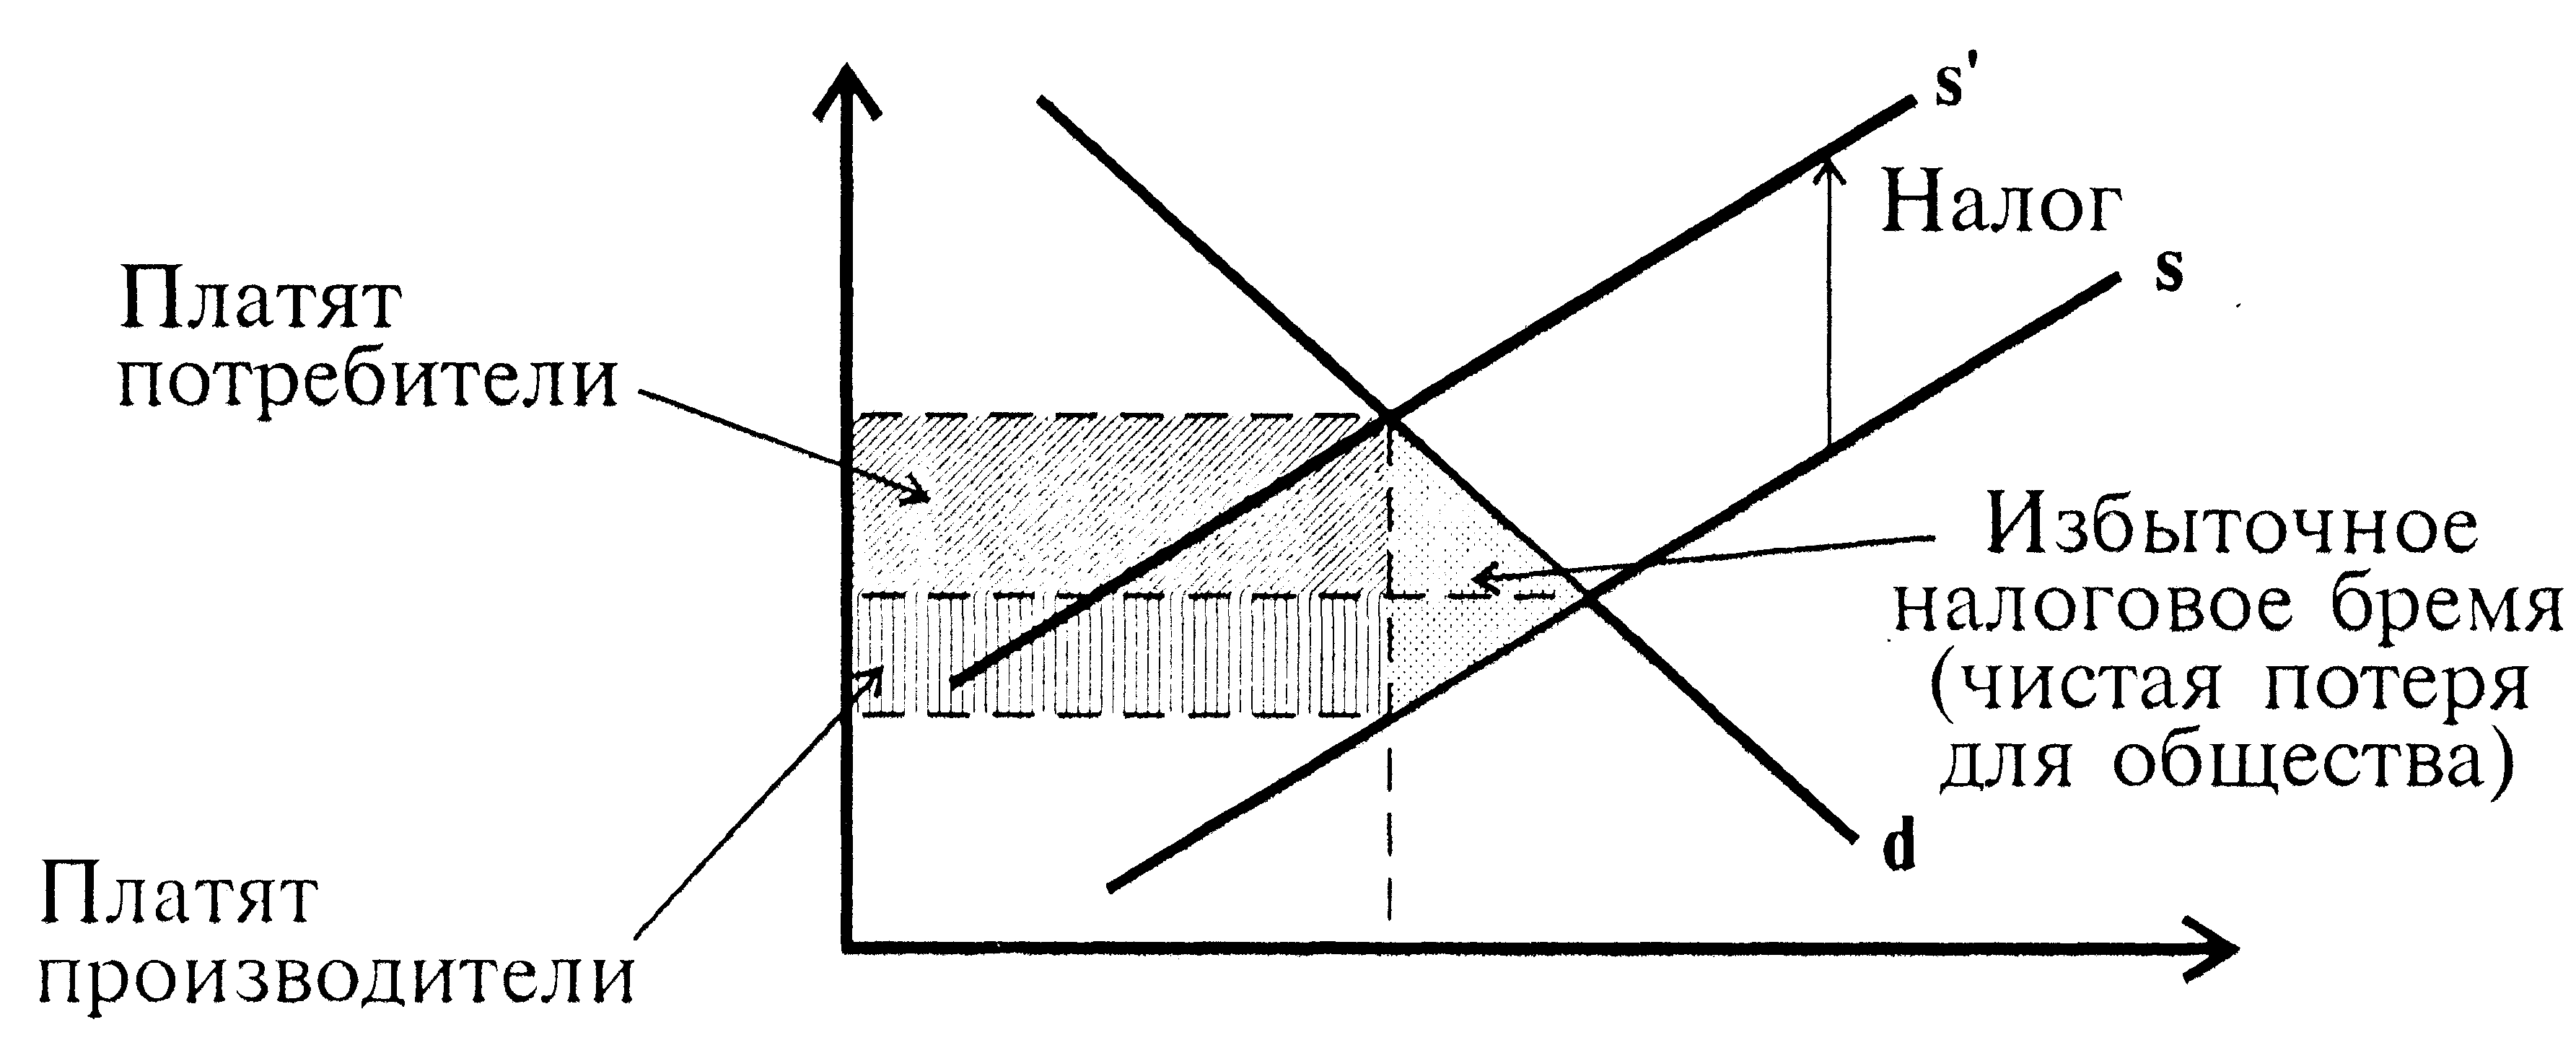 s'
Налог
s
Платят
потребители
Избыточное
налоговое бремя
(чистая потеря
для общества)
d
Платят
производители